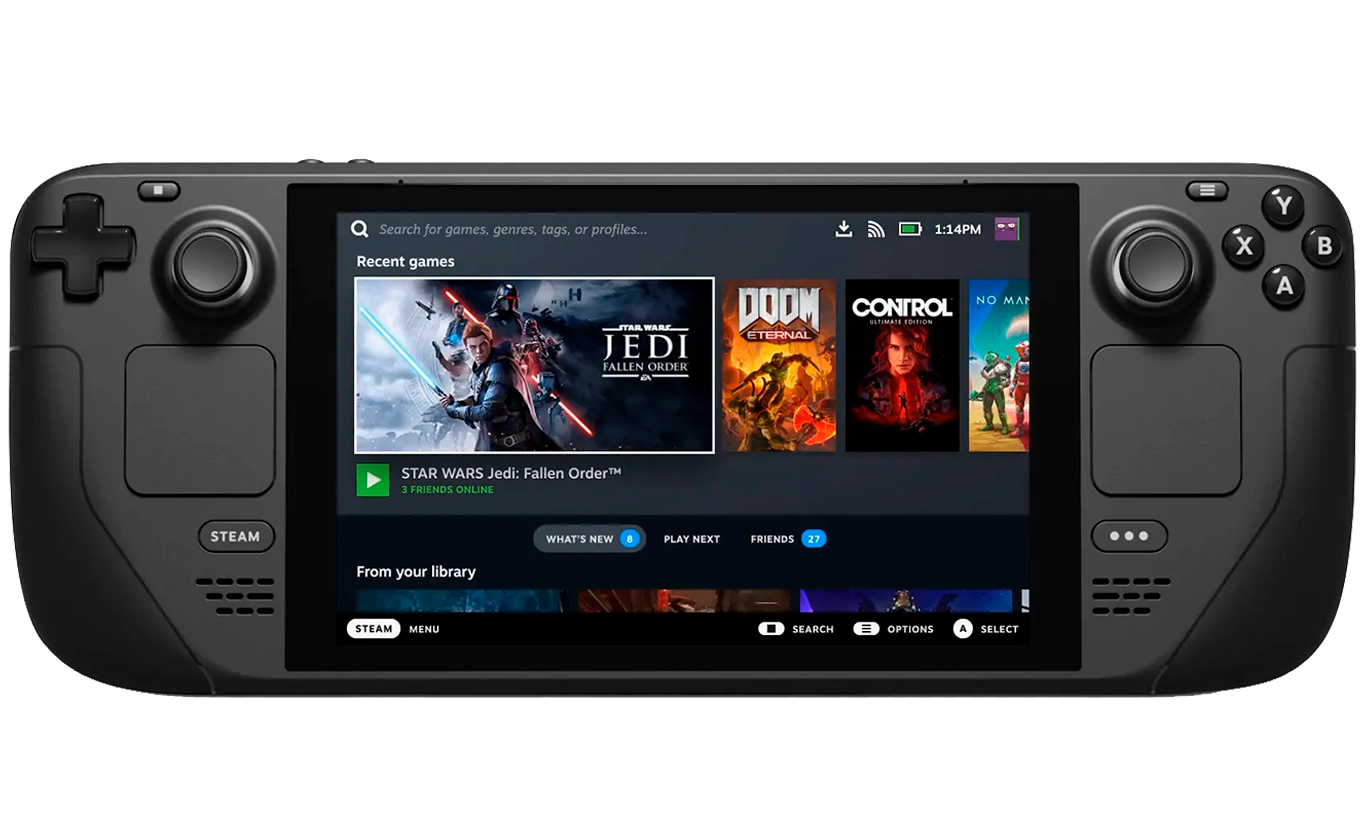 Search for games, genres, tags, or profiles...
1:14PM
Recent games
STAR WARS
JEDI
FALLEN ORDER
EA
DOOM
ETERNAL
CONTROL
ULTIMATE EDITION
NO MAN
STAR WARS Jedi: Fallen Order™
3 FRIENDS ONLINE
WHAT'S NEW 8 PLAY NEXT FRIENDS 27
From your library
STEAM MENU SEARCH OPTIONS A SELECT
Y
X
B
A
STEAM